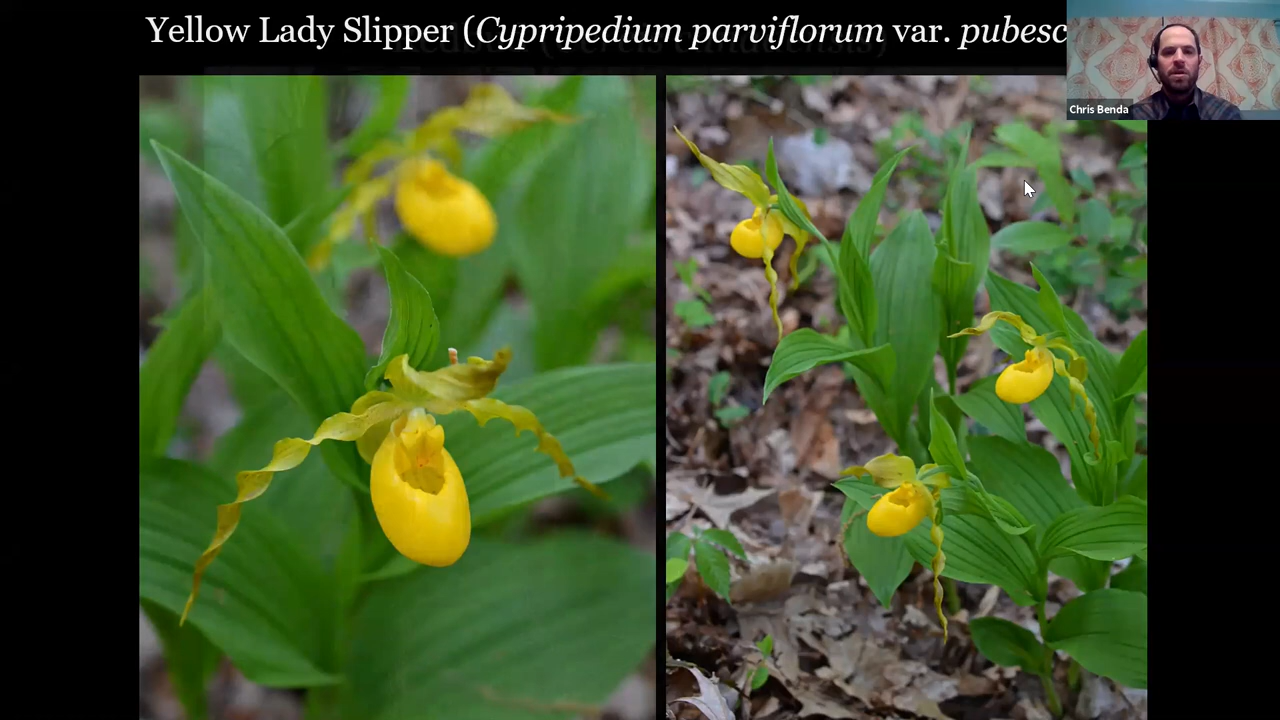 Yellow Lady Slipper (Cypripedium parviflorum var. pubesc
Chris Benda